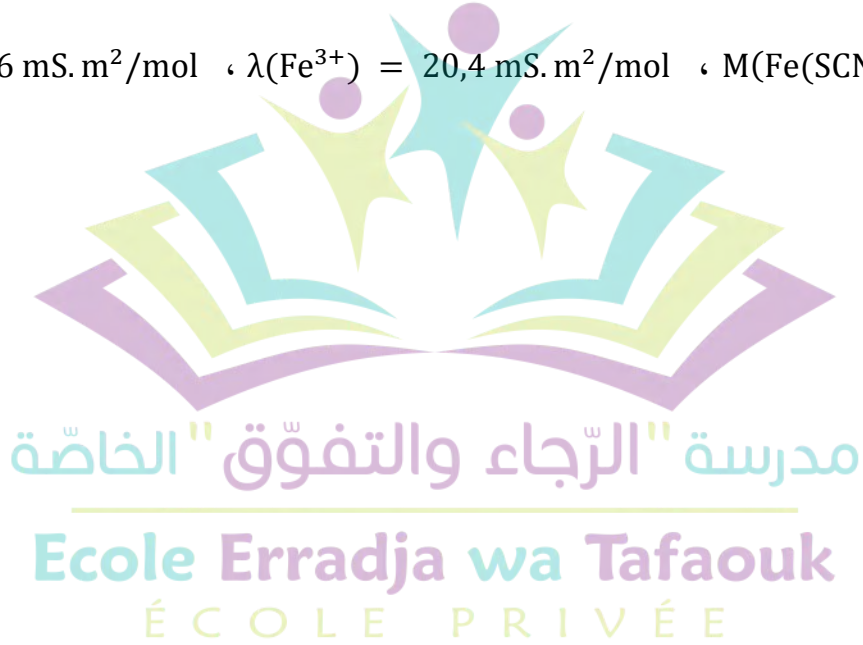 6 mS. m²/mol ، λ(Fe³⁺) = 20,4 mS. m²/mol ، M(Fe(SCN
مدرسة "الرّجاء والتفوّق" الخاصّة
Ecole Erradja wa Tafaouk
ÉCOLE PRIVÉE